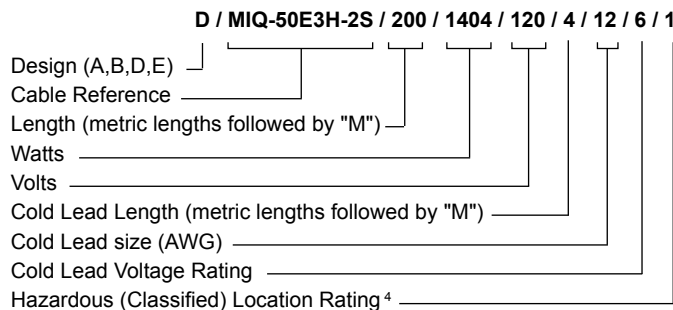 D / MIQ-50E3H-2S / 200 / 1404 / 120 / 4 / 12 / 6 / 1
Design (A,B,D,E)
Cable Reference
Length (metric lengths followed by "M")
Watts
Volts
Cold Lead Length (metric lengths followed by "M")
Cold Lead size (AWG)
Cold Lead Voltage Rating
Hazardous (Classified) Location Rating 4